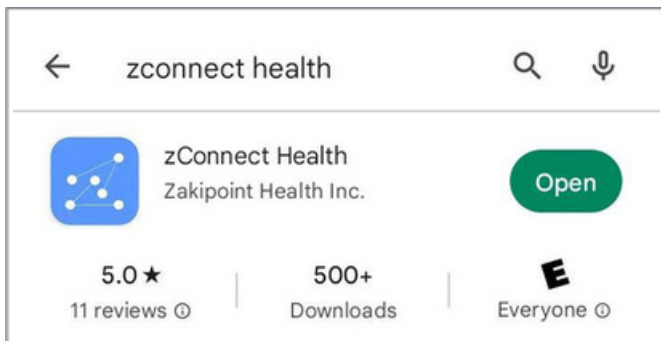 zconnect health
zConnect Health
Zakipoint Health Inc.
Open
5.0★
11 reviews
500+
Downloads
E
Everyone